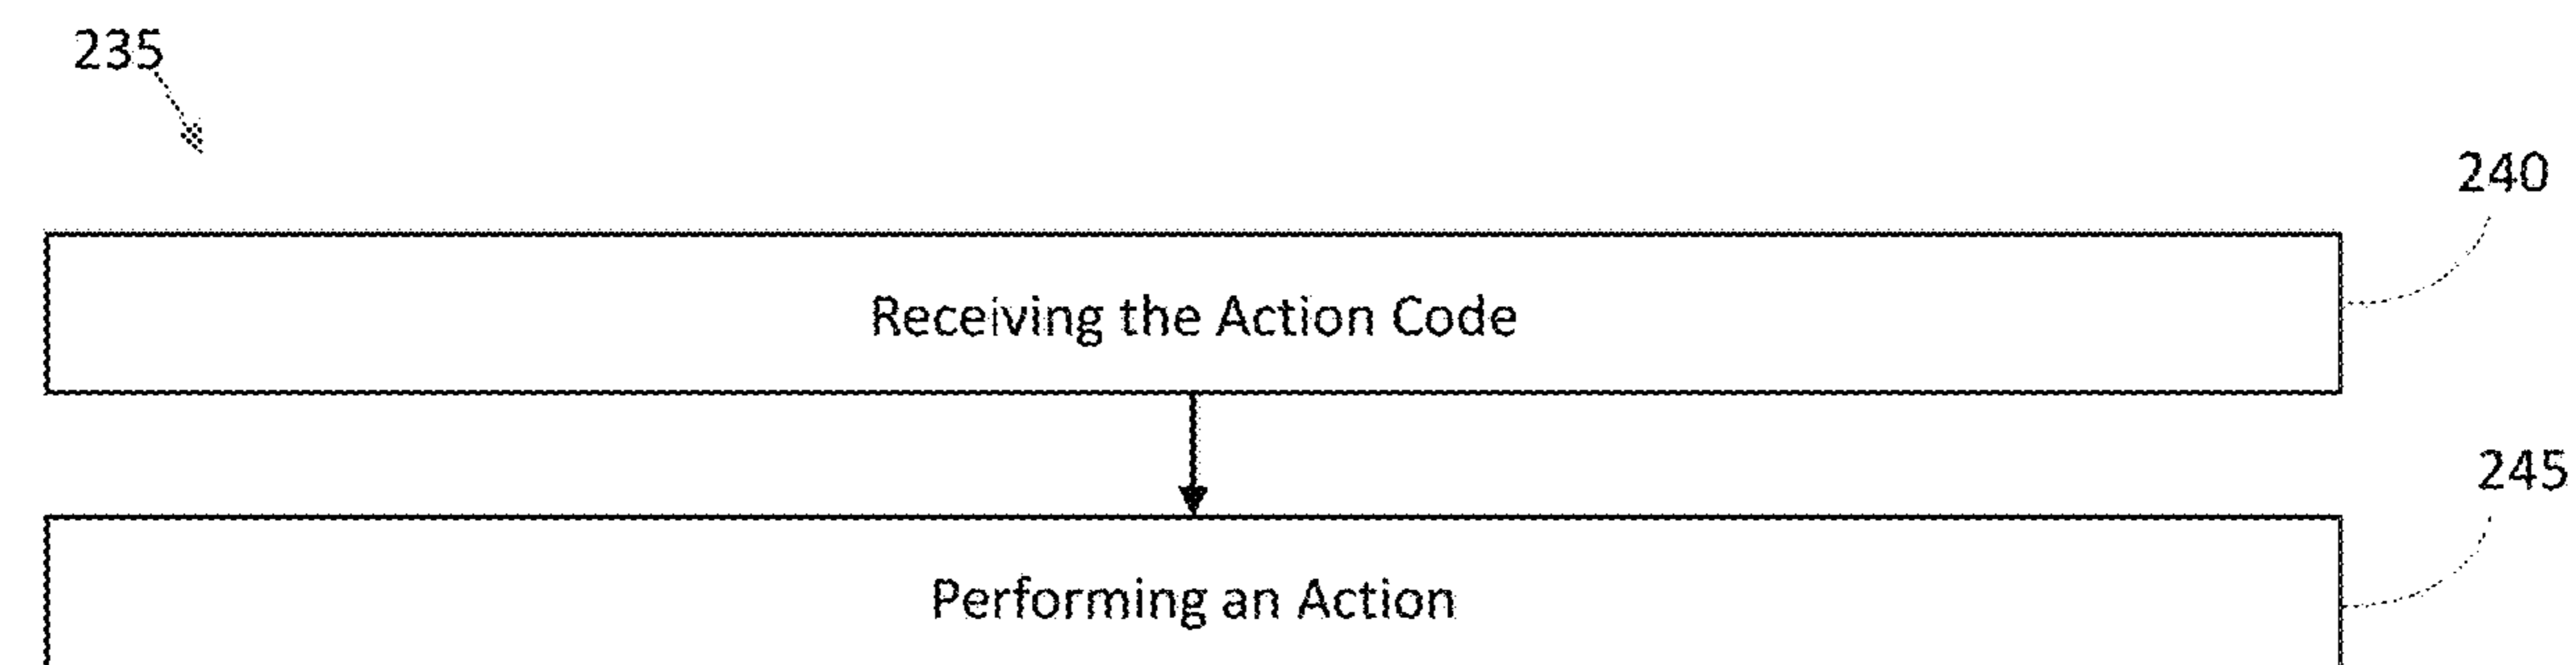 235
240
Receiving the Action Code
245
Performing an Action